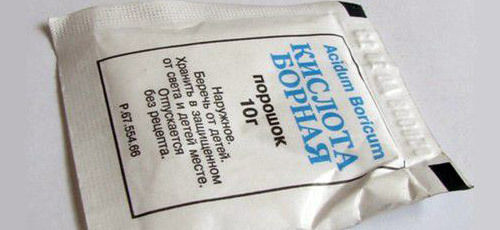 Acidum Boricum
КИСЛОТА
БОРНАЯ
порошок
10г
Наружное.
Беречь от детей.
Хранить в защищенном
от света и детей месте.
Отпускается
без рецепта.
Р.67.554.66